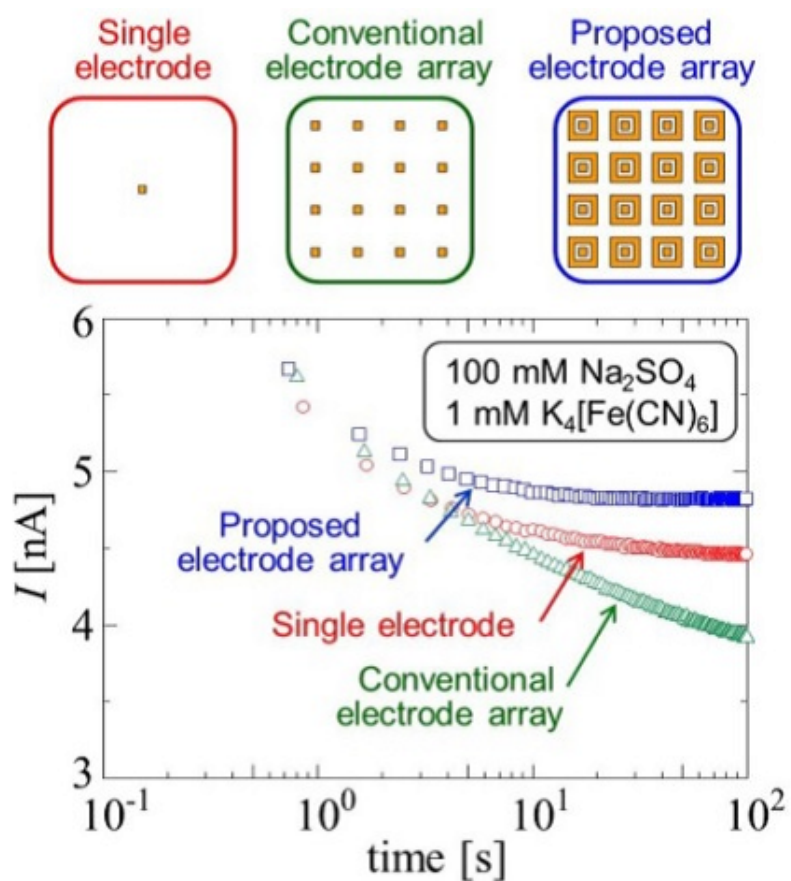 Single
electrode
Conventional
electrode array
Proposed
electrode array
6
5
4
3
I [nA]
100 mM Na₂SO₄
1 mM K₄[Fe(CN)₆]
Proposed
electrode array
Single electrode
Conventional
electrode array
10⁻¹
10⁰
10¹
10²
time [s]